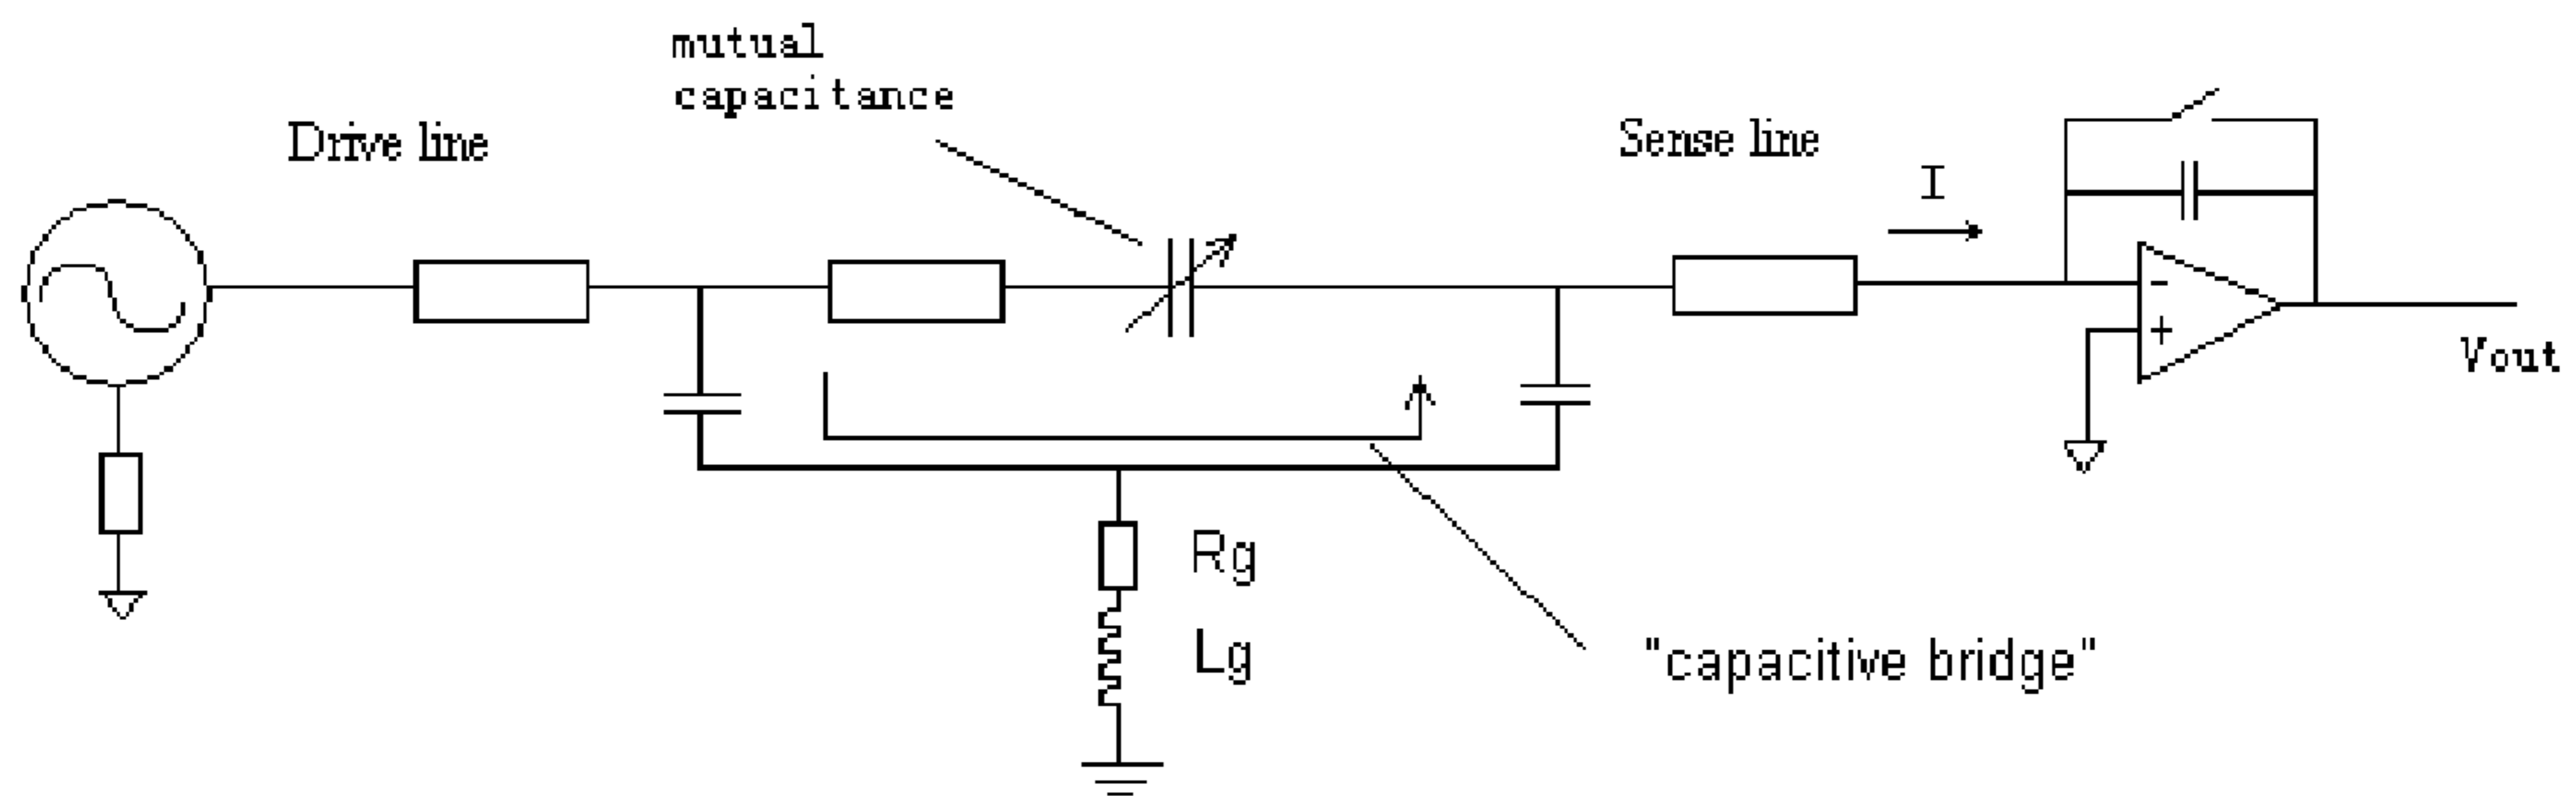 mutual
capacitance
Drive line
Sense line
I
-
+
Vout
Rg
Lg
"capacitive bridge"